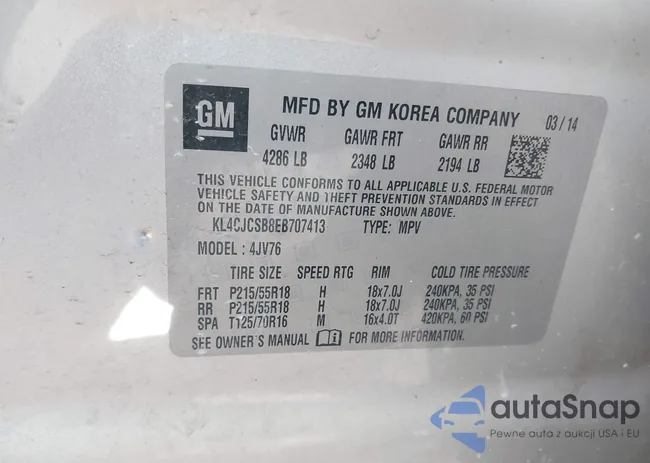 GM
MFD BY GM KOREA COMPANY 03/14
GVWR GAWR FRT GAWR RR
4286 LB 2348 LB 2194 LB
THIS VEHICLE CONFORMS TO ALL APPLICABLE U.S. FEDERAL MOTOR
VEHICLE SAFETY AND THEFT PREVENTION STANDARDS IN EFFECT
ON THE DATE OF MANUFACTURE SHOWN ABOVE.
KL4CJCSB8EB707413 TYPE: MPV
MODEL: 4JV76
TIRE SIZE SPEED RTG RIM COLD TIRE PRESSURE
FRT P215/55R18 H 18x7.0J 240KPA, 35 PSI
RR P215/55R18 H 18x7.0J 240KPA, 35 PSI
SPA T125/70R16 M 16x4.0T 420KPA, 60 PSI
SEE OWNER'S MANUAL FOR MORE INFORMATION.
autaSnap
Pewne auta z aukcji USA i EU